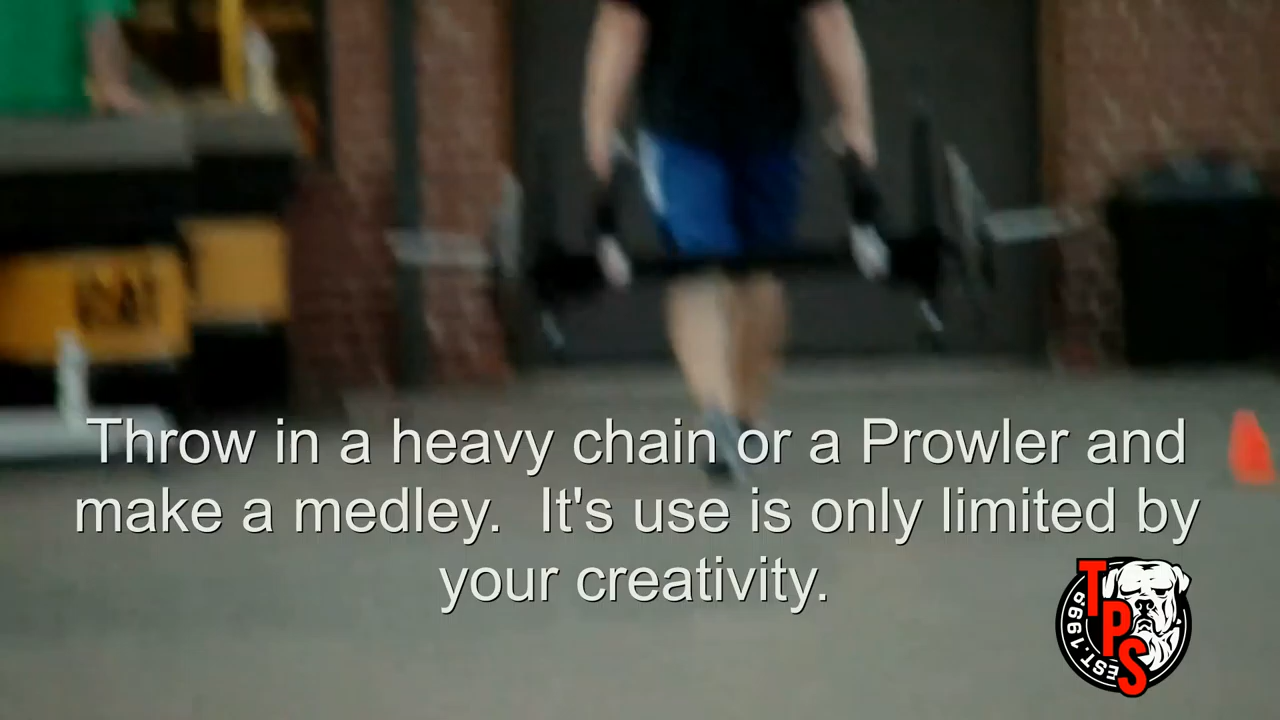 Throw in a heavy chain or a Prowler and
make a medley.  It's use is only limited by
your creativity.
TPS
EST.1999